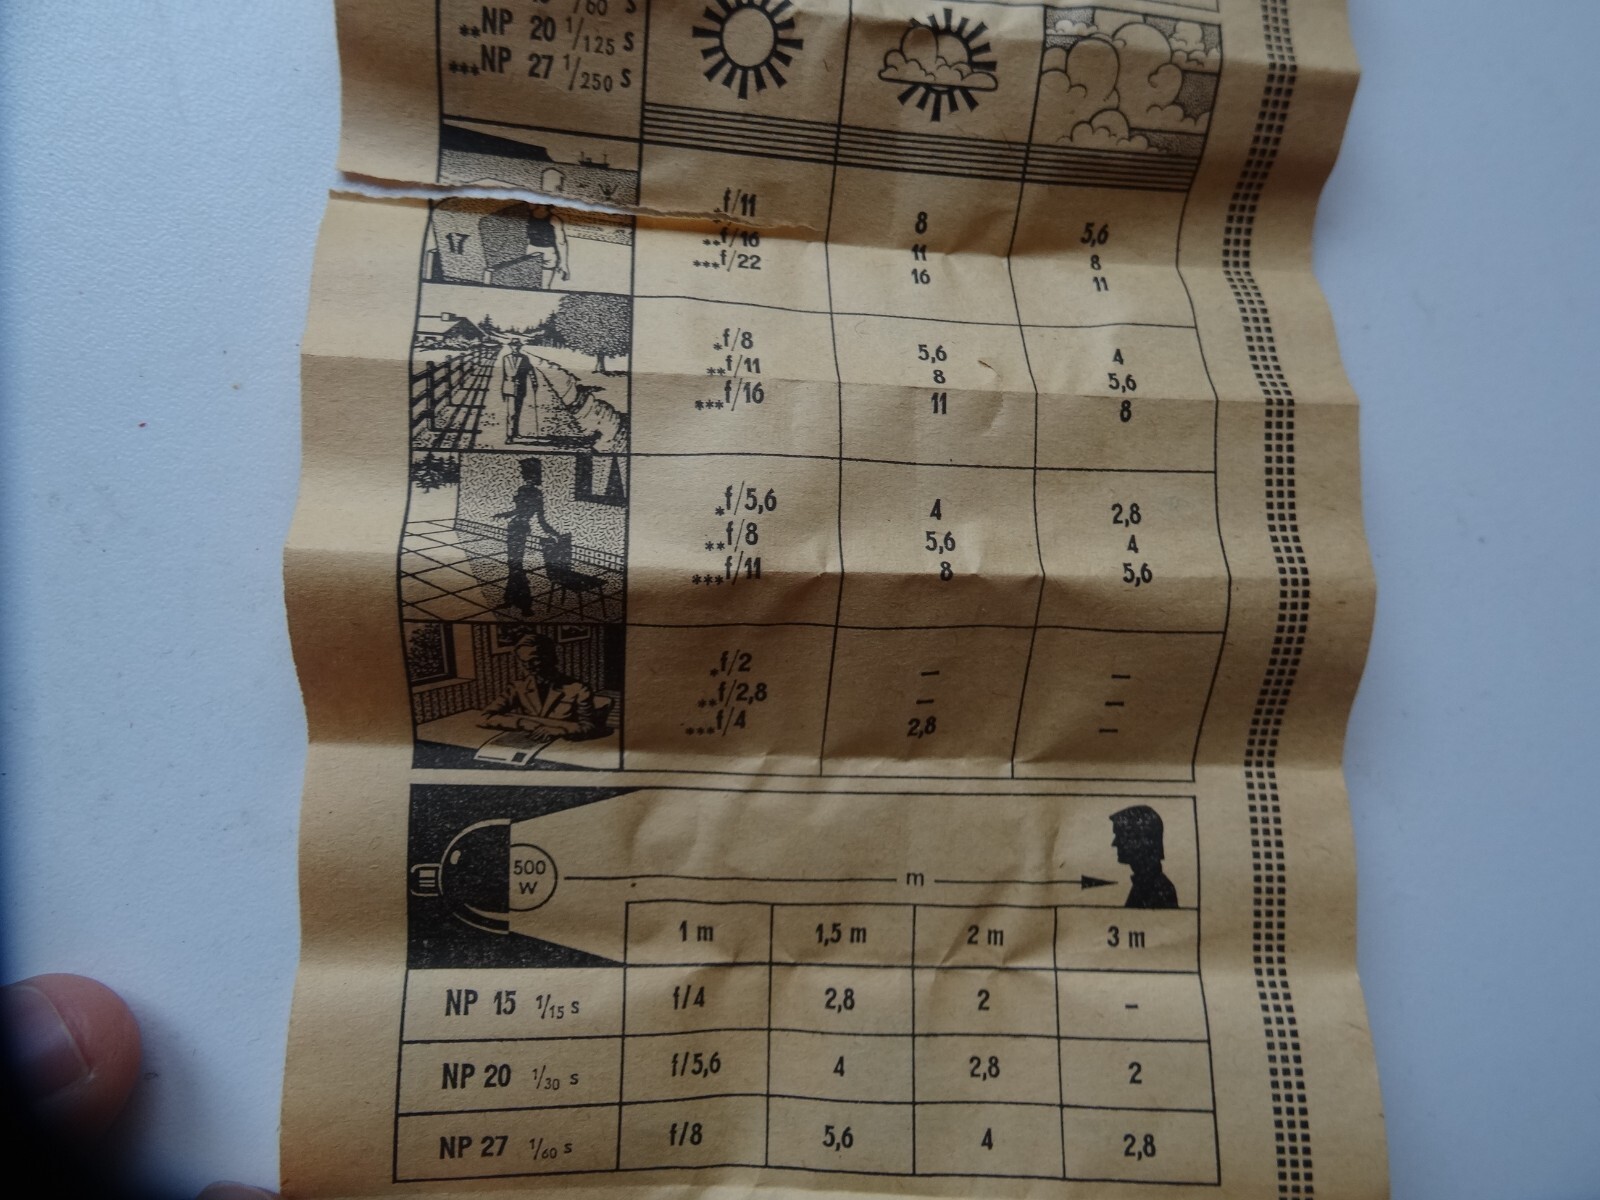 1/60 s
**NP 20 1/125 s
***NP 27 1/250 s
17
*f/11 8 5,6
**f/16 11 8
***f/22 16 11
*f/8 5,6 4
**f/11 8 5,6
***f/16 11 8
*f/5,6 4 2,8
**f/8 5,6 4
***f/11 8 5,6
*f/2 – –
**f/2,8 – –
***f/4 2,8 –
500
W
m
1 m 1,5 m 2 m 3 m
NP 15 1/15 s f/4 2,8 2 –
NP 20 1/30 s f/5,6 4 2,8 2
NP 27 1/60 s f/8 5,6 4 2,8